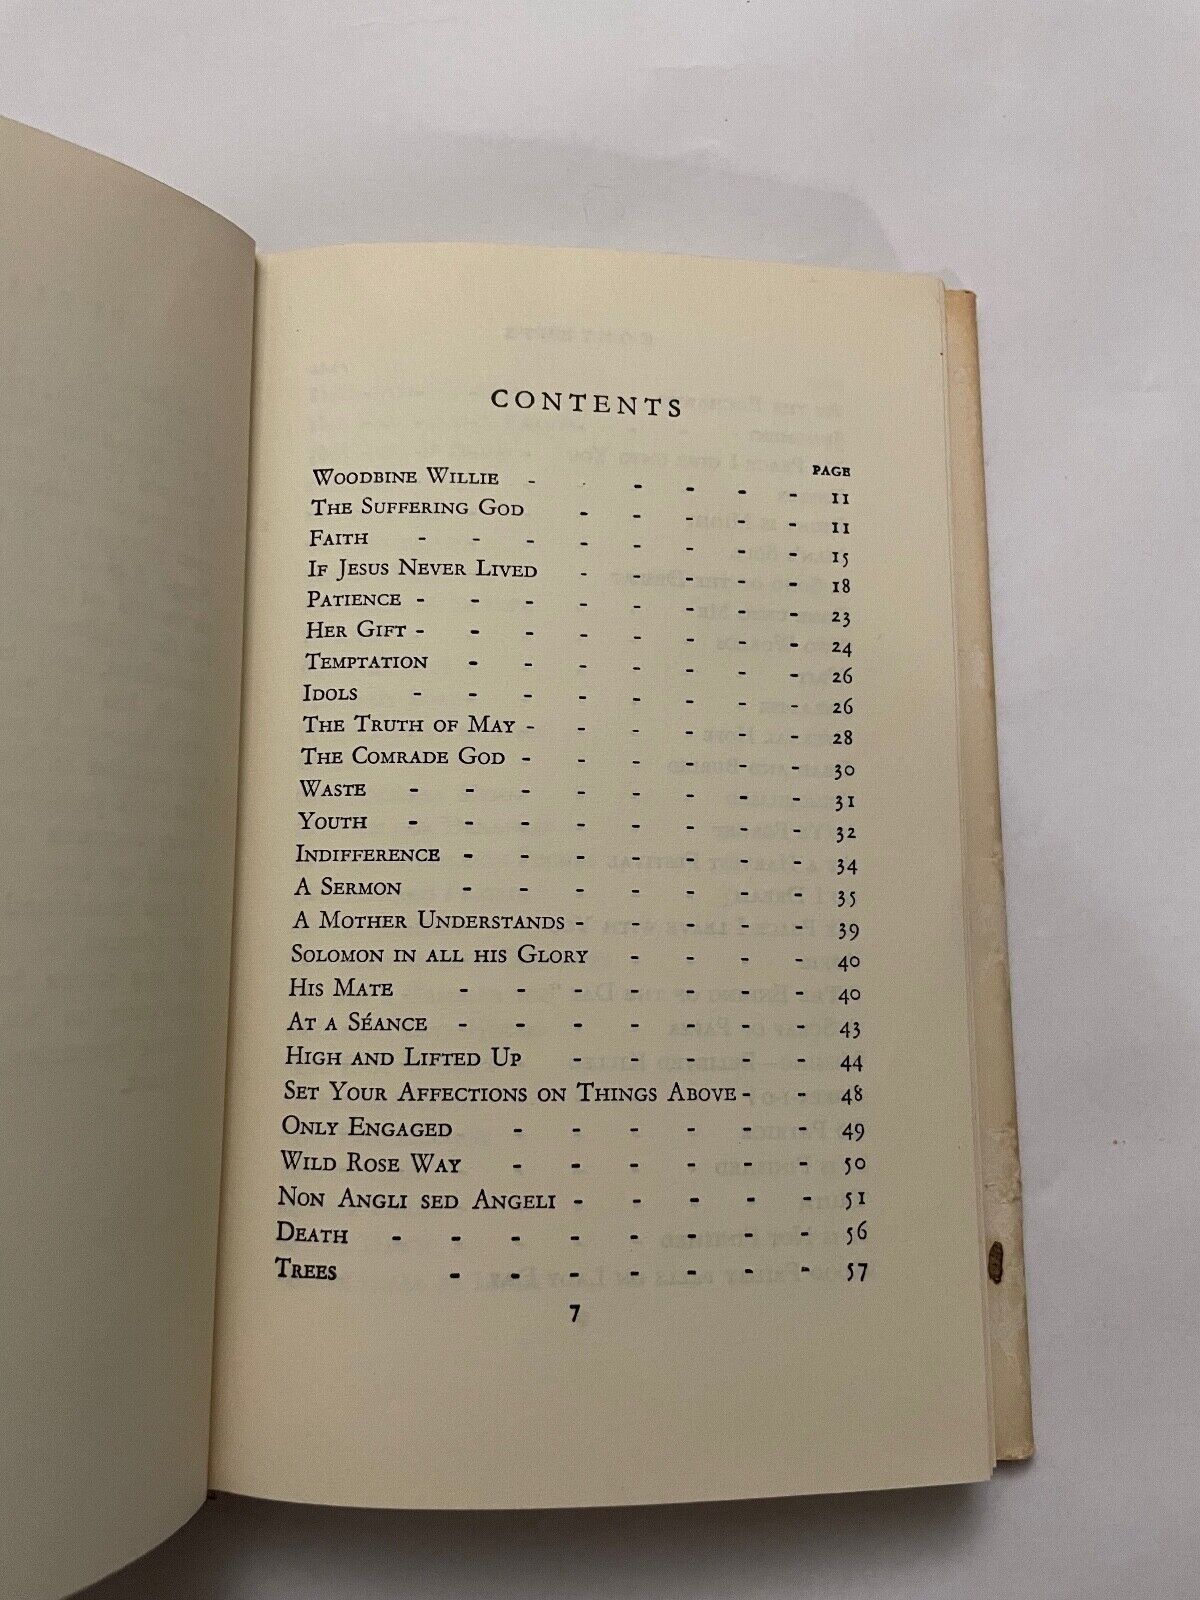 CONTENTS
PAGE
WOODBINE WILLIE - - - - - 11
THE SUFFERING GOD - - - - - 11
FAITH - - - - - - - - 15
IF JESUS NEVER LIVED - - - - - 18
PATIENCE - - - - - - - - 23
HER GIFT - - - - - - - - 24
TEMPTATION - - - - - - - 26
IDOLS - - - - - - - - 26
THE TRUTH OF MAY - - - - - - 28
THE COMRADE GOD - - - - - - 30
WASTE - - - - - - - - 31
YOUTH - - - - - - - - 32
INDIFFERENCE - - - - - - - 34
A SERMON - - - - - - - 35
A MOTHER UNDERSTANDS - - - - - 39
SOLOMON IN ALL HIS GLORY - - - - 40
HIS MATE - - - - - - - 40
AT A SÉANCE - - - - - - - 43
HIGH AND LIFTED UP - - - - - 44
SET YOUR AFFECTIONS ON THINGS ABOVE - - 48
ONLY ENGAGED - - - - - - 49
WILD ROSE WAY - - - - - - 50
NON ANGLI SED ANGELI - - - - - 51
DEATH - - - - - - - - 56
TREES - - - - - - - 57
7